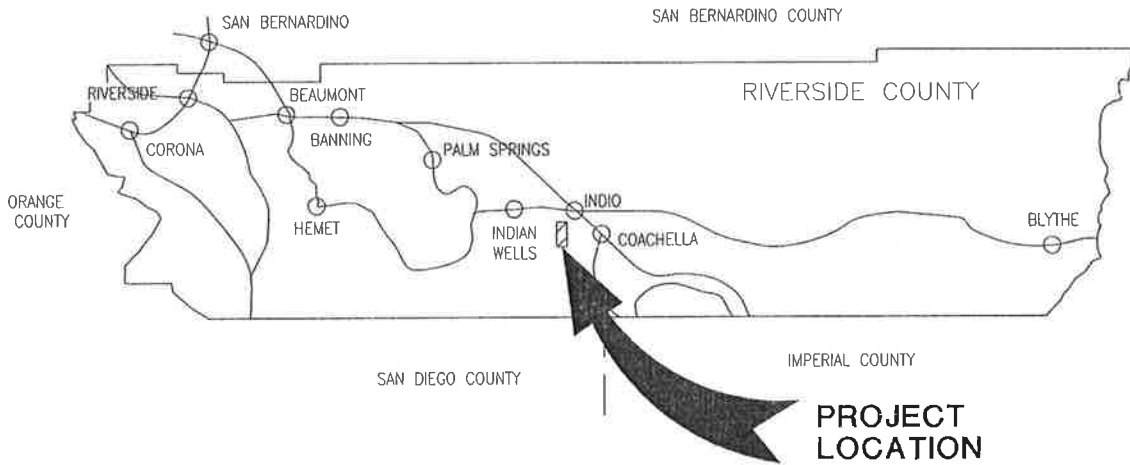 SAN BERNARDINO
SAN BERNARDINO COUNTY
RIVERSIDE
BEAUMONT
RIVERSIDE COUNTY
CORONA
BANNING
PALM SPRINGS
ORANGE
COUNTY
HEMET
INDIAN
WELLS
INDIO
COACHELLA
BLYTHE
SAN DIEGO COUNTY
IMPERIAL COUNTY
PROJECT
LOCATION